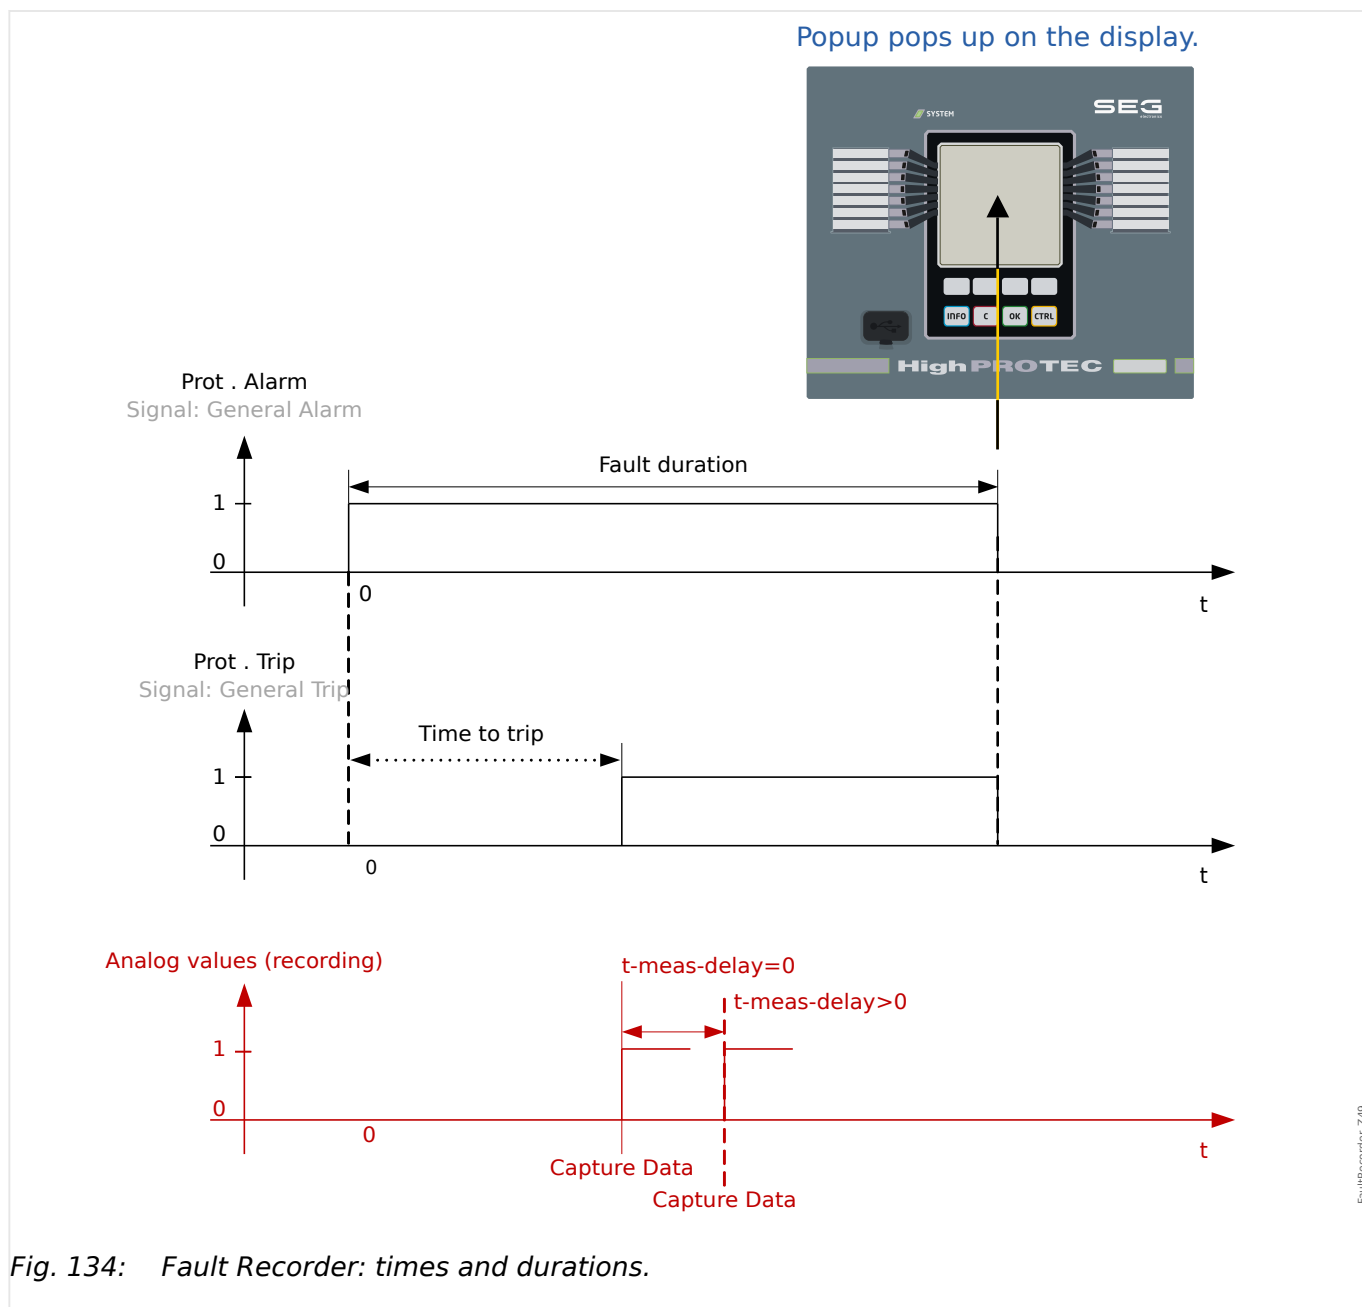 Popup pops up on the display.
SYSTEM
SEG
INFO
C
OK
CTRL
HighPROTEC
Prot . Alarm
Signal: General Alarm
Fault duration
1
0
0
t
Prot . Trip
Signal: General Trip
Time to trip
1
0
0
t
Analog values (recording)
t-meas-delay=0
t-meas-delay>0
1
0
0
t
Capture Data
Capture Data
FaultRecorder_Z49
Fig. 134: Fault Recorder: times and durations.